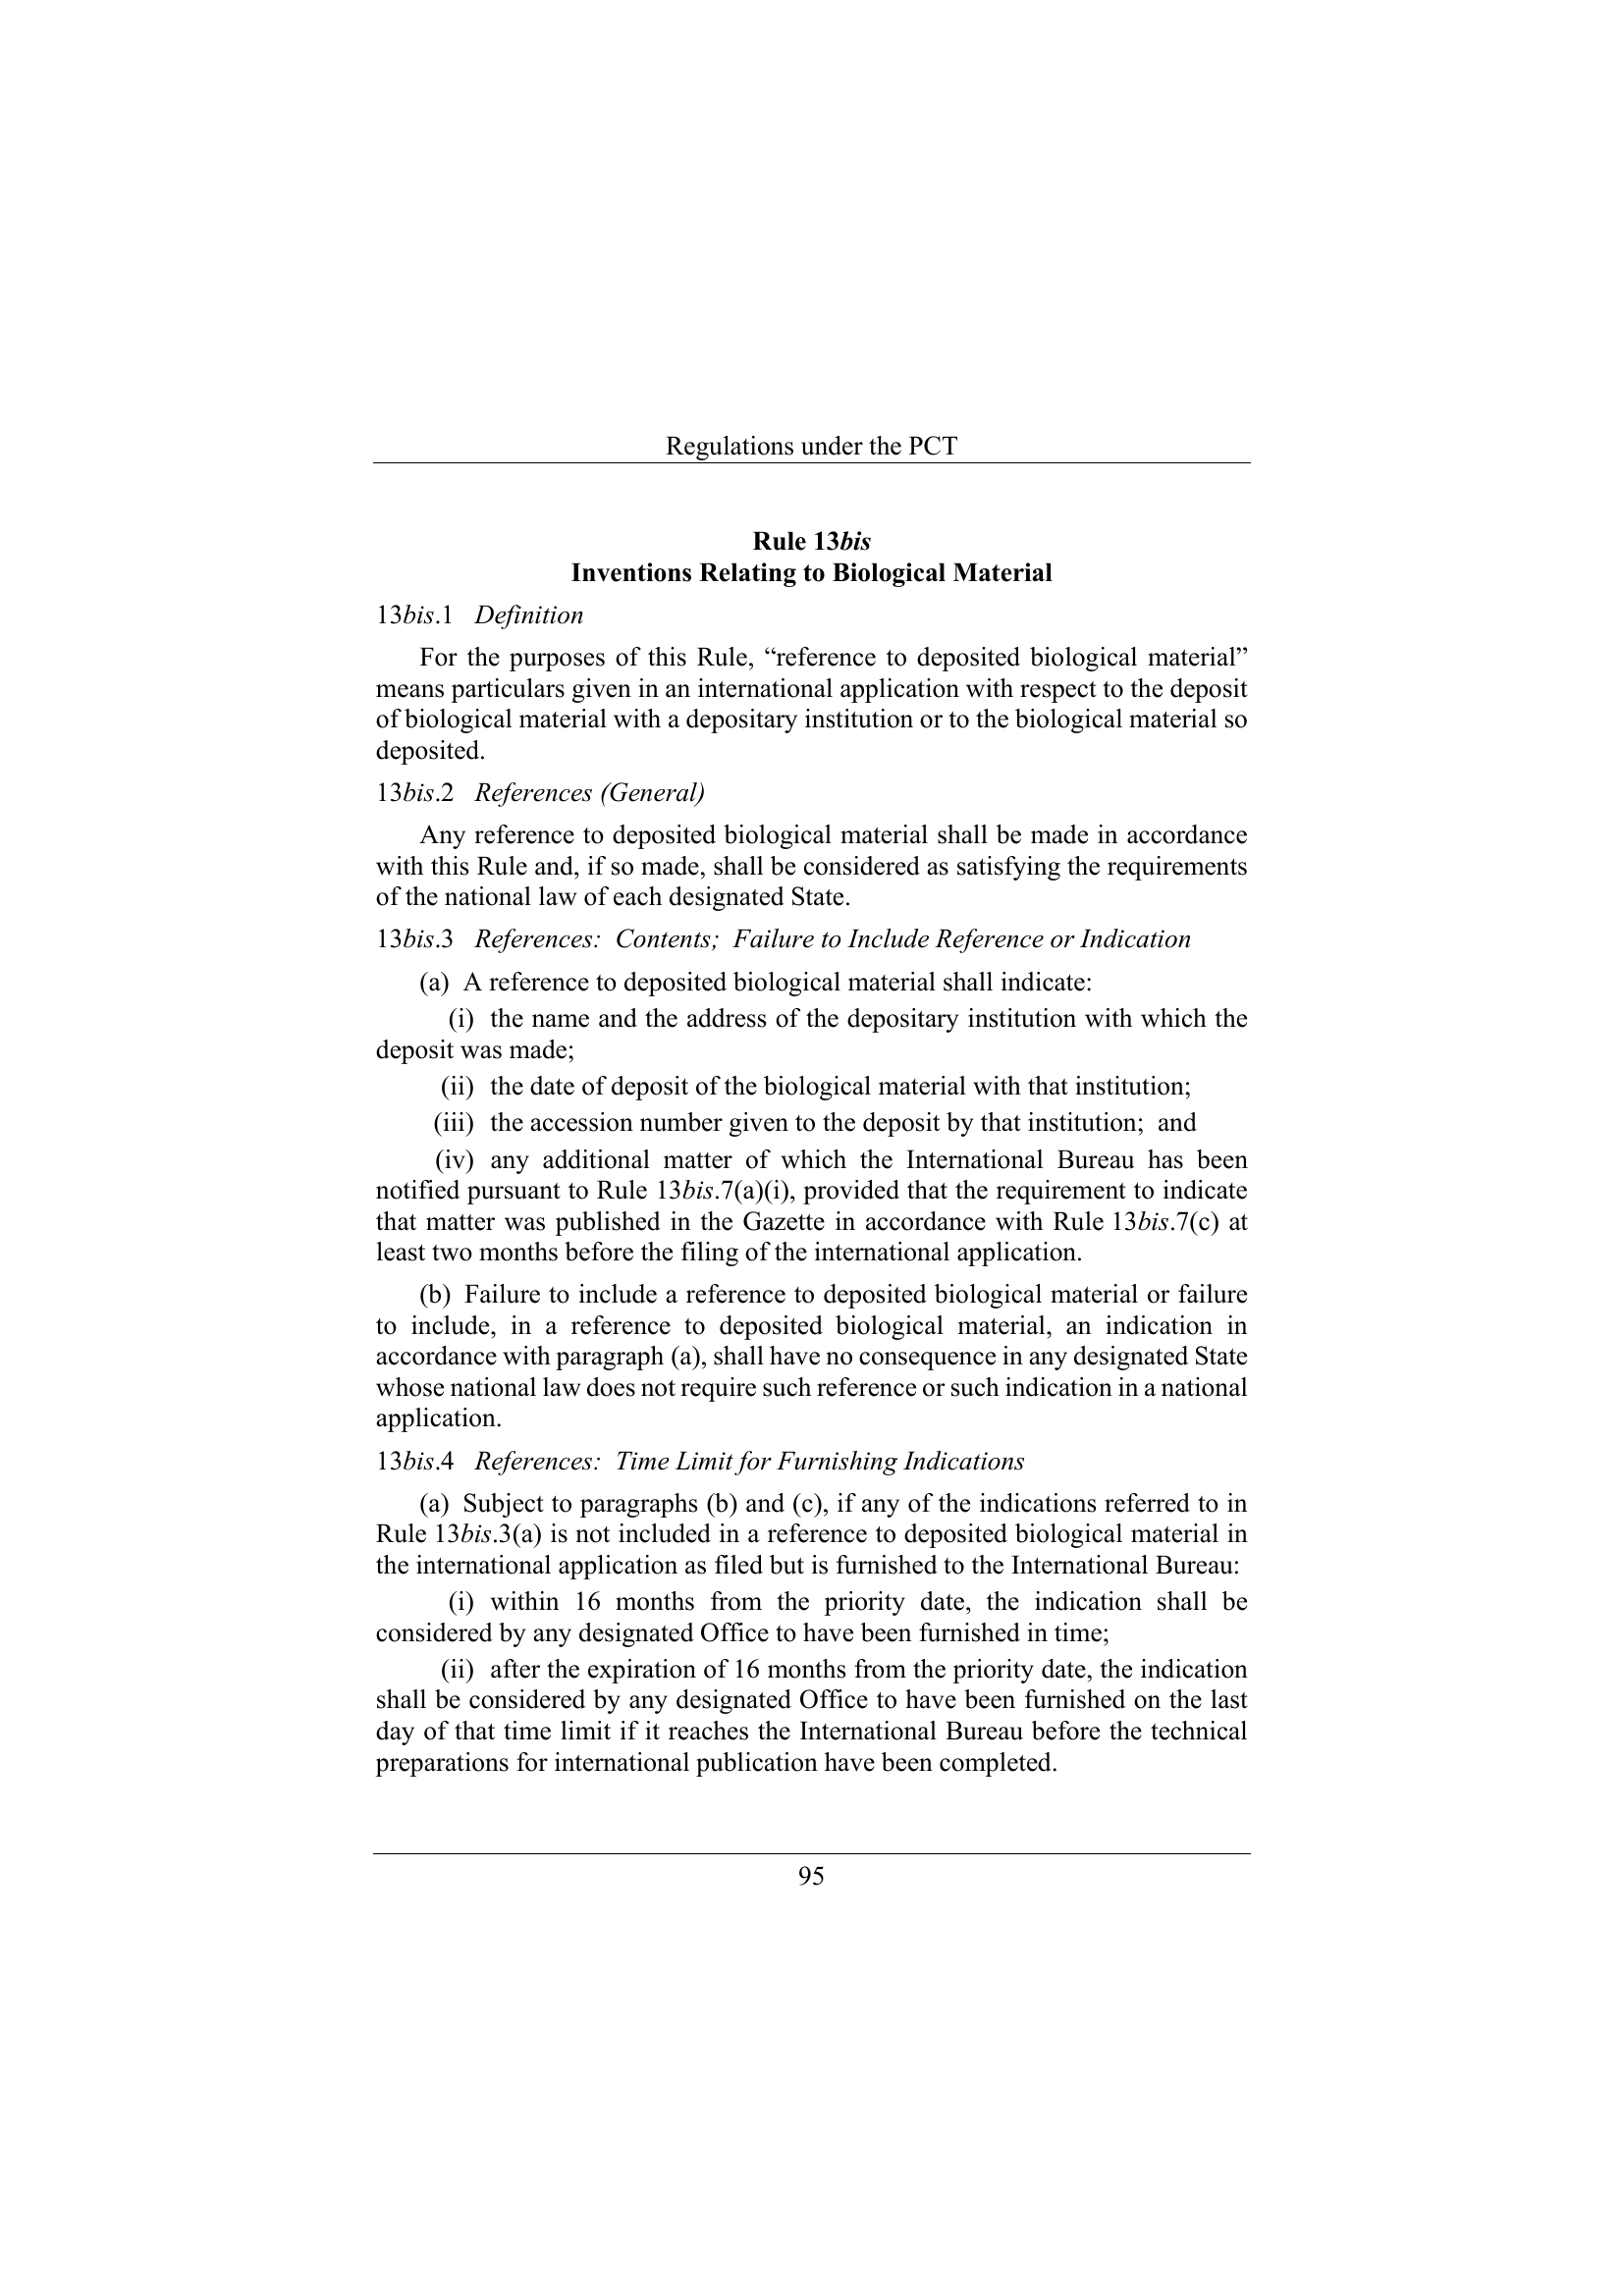 Regulations under the PCT
Rule 13bis
Inventions Relating to Biological Material
13bis.1 Definition
For the purposes of this Rule, “reference to deposited biological material”
means particulars given in an international application with respect to the deposit
of biological material with a depositary institution or to the biological material so
deposited.
13bis.2 References (General)
Any reference to deposited biological material shall be made in accordance
with this Rule and, if so made, shall be considered as satisfying the requirements
of the national law of each designated State.
13bis.3 References: Contents; Failure to Include Reference or Indication
(a) A reference to deposited biological material shall indicate:
(i) the name and the address of the depositary institution with which the
deposit was made;
(ii) the date of deposit of the biological material with that institution;
(iii) the accession number given to the deposit by that institution; and
(iv) any additional matter of which the International Bureau has been
notified pursuant to Rule 13bis.7(a)(i), provided that the requirement to indicate
that matter was published in the Gazette in accordance with Rule 13bis.7(c) at
least two months before the filing of the international application.
(b) Failure to include a reference to deposited biological material or failure
to include, in a reference to deposited biological material, an indication in
accordance with paragraph (a), shall have no consequence in any designated State
whose national law does not require such reference or such indication in a national
application.
13bis.4 References: Time Limit for Furnishing Indications
(a) Subject to paragraphs (b) and (c), if any of the indications referred to in
Rule 13bis.3(a) is not included in a reference to deposited biological material in
the international application as filed but is furnished to the International Bureau:
(i) within 16 months from the priority date, the indication shall be
considered by any designated Office to have been furnished in time;
(ii) after the expiration of 16 months from the priority date, the indication
shall be considered by any designated Office to have been furnished on the last
day of that time limit if it reaches the International Bureau before the technical
preparations for international publication have been completed.
95